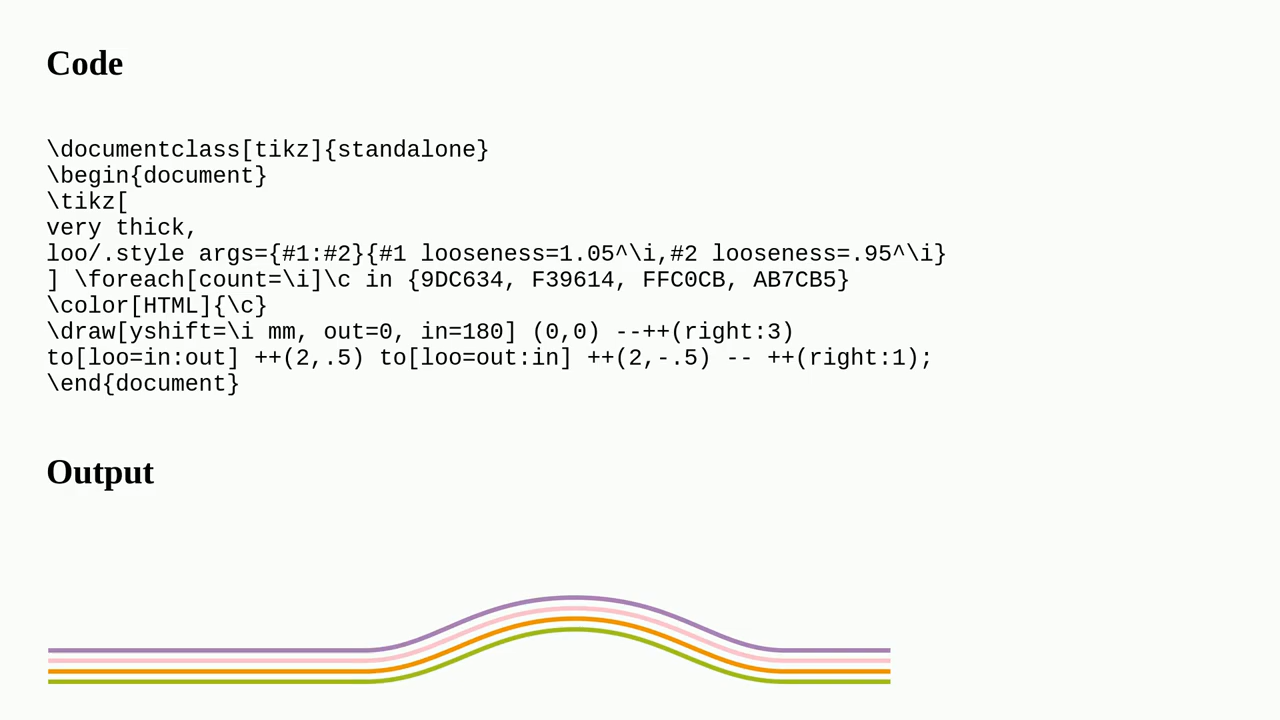 Code
\documentclass[tikz]{standalone}
\begin{document}
\tikz[
very thick,
loo/.style args={#1:#2}{#1 looseness=1.05^\i,#2 looseness=.95^\i}
] \foreach[count=\i]\c in {9DC634, F39614, FFC0CB, AB7CB5}
\color[HTML]{\c}
\draw[yshift=\i mm, out=0, in=180] (0,0) --++(right:3)
to[loo=in:out] ++(2,.5) to[loo=out:in] ++(2,-.5) -- ++(right:1);
\end{document}
Output